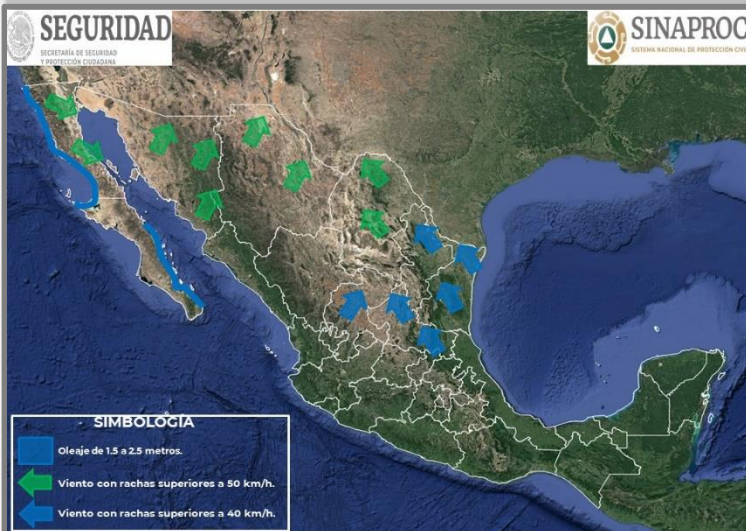 SEGURIDAD
SECRETARÍA DE SEGURIDAD
Y PROTECCIÓN CIUDADANA
SINAPROC
SISTEMA NACIONAL DE PROTECCIÓN CIVIL
SIMBOLOGÍA
Oleaje de 1.5 a 2.5 metros.
Viento con rachas superiores a 50 km/h.
Viento con rachas superiores a 40 km/h.